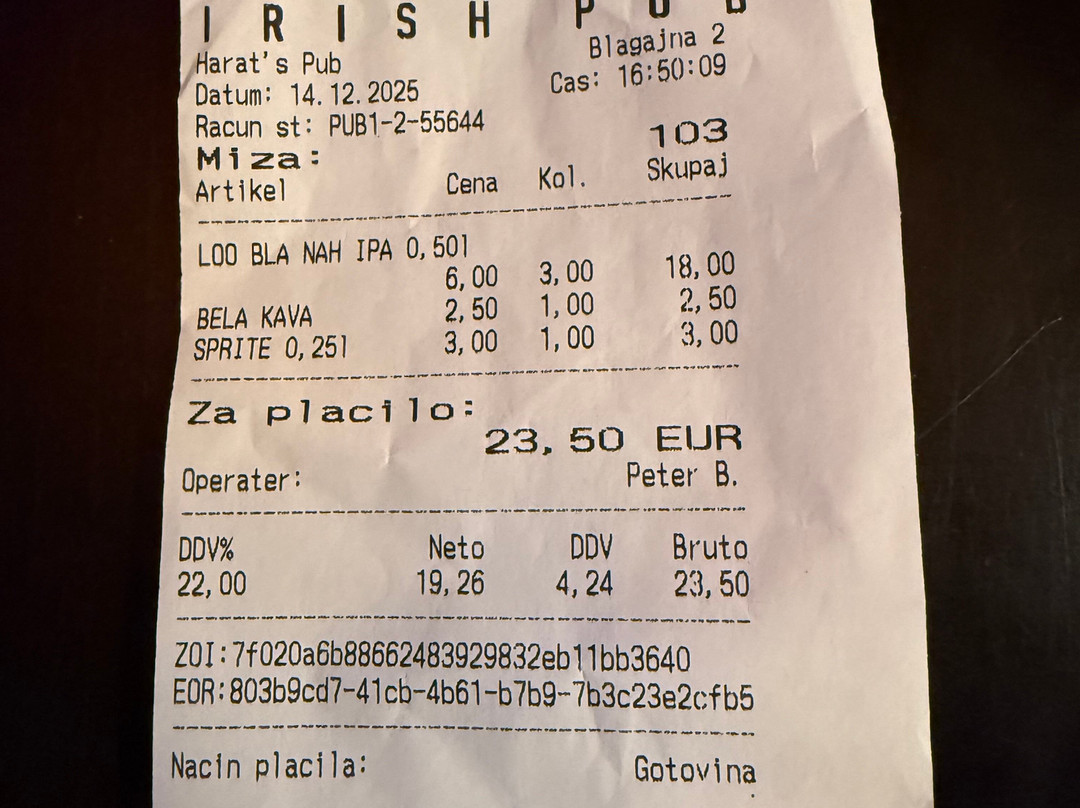 IRISH PUB
Harat's Pub
Blagajna 2
Datum: 14.12.2025
Cas: 16:50:09
Racun st: PUB1-2-55644
Miza: 103
Artikel Cena Kol. Skupaj
LOO BLA NAH IPA 0,50l
6,00 3,00 18,00
BELA KAVA 2,50 1,00 2,50
SPRITE 0,25l 3,00 1,00 3,00
Za placilo:
23,50 EUR
Operater: Peter B.
DDV% Neto DDV Bruto
22,00 19,26 4,24 23,50
ZOI:7f020a6b88662483929832eb11bb3640
EOR:803b9cd7-41cb-4b61-b7b9-7b3c23e2cfb5
Nacin placila: Gotovina